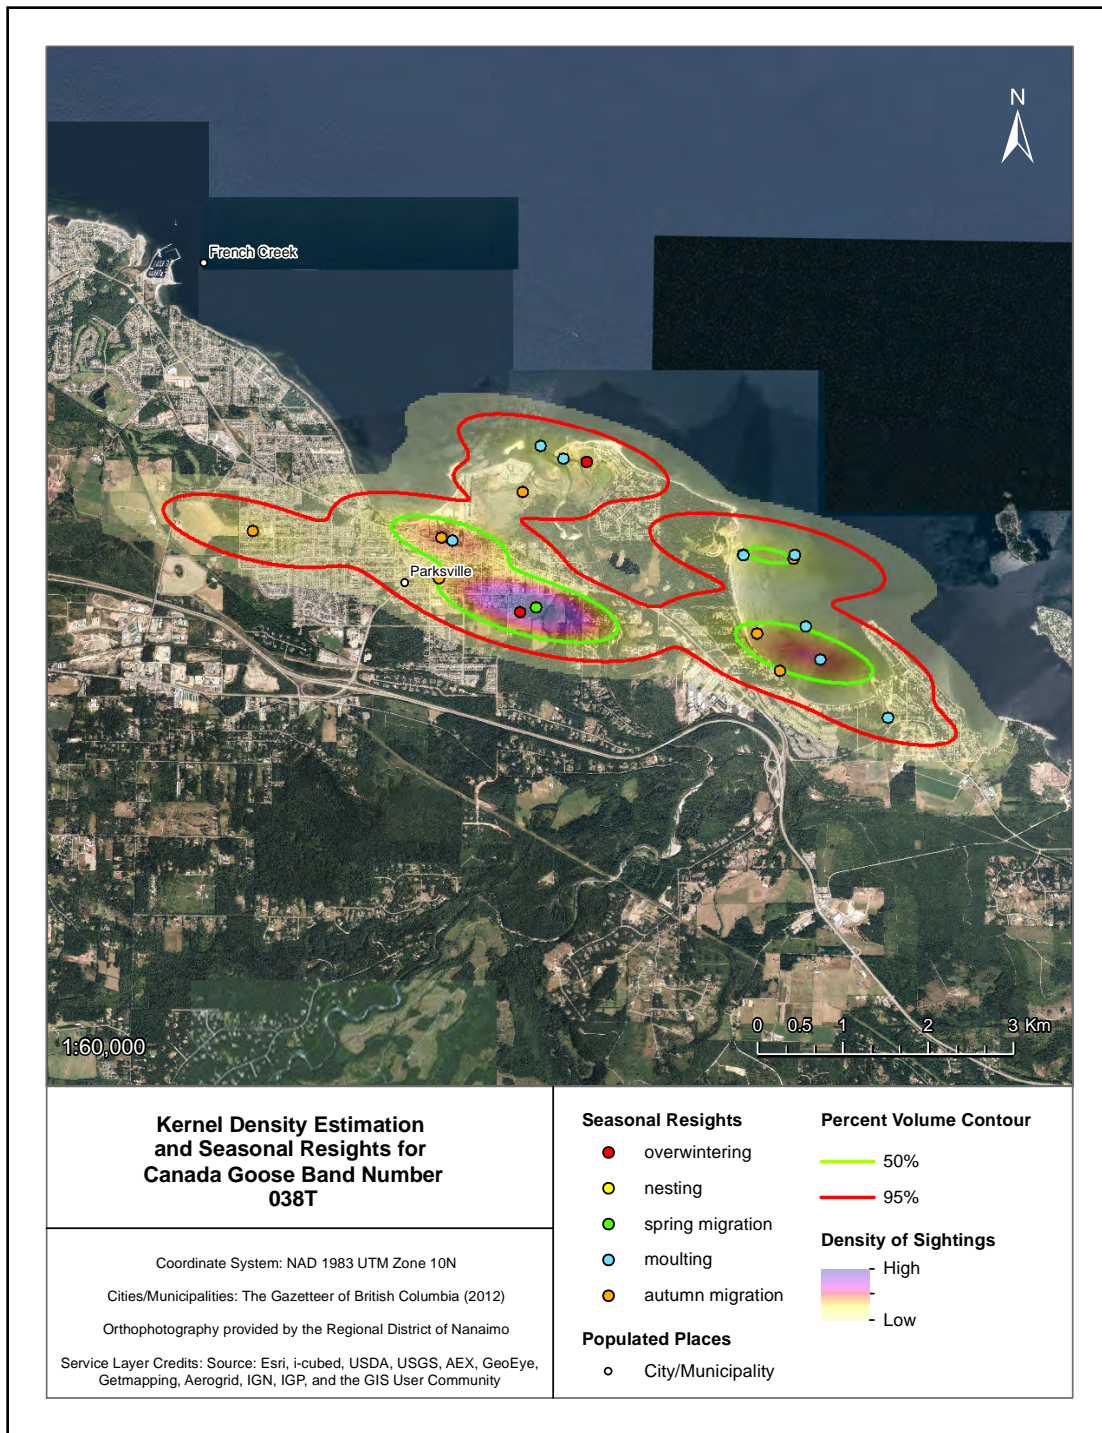 N
French Creek
Parksville
0 0.5 1 2 3 Km
1:60,000
Kernel Density Estimation
and Seasonal Resights for
Canada Goose Band Number
038T
Coordinate System: NAD 1983 UTM Zone 10N
Cities/Municipalities: The Gazetteer of British Columbia (2012)
Orthophotography provided by the Regional District of Nanaimo
Service Layer Credits: Source: Esri, i-cubed, USDA, USGS, AEX, GeoEye,
Getmapping, Aerogrid, IGN, IGP, and the GIS User Community
Seasonal Resights
overwintering
nesting
spring migration
moulting
autumn migration
Populated Places
City/Municipality
Percent Volume Contour
50%
95%
Density of Sightings
High
Low